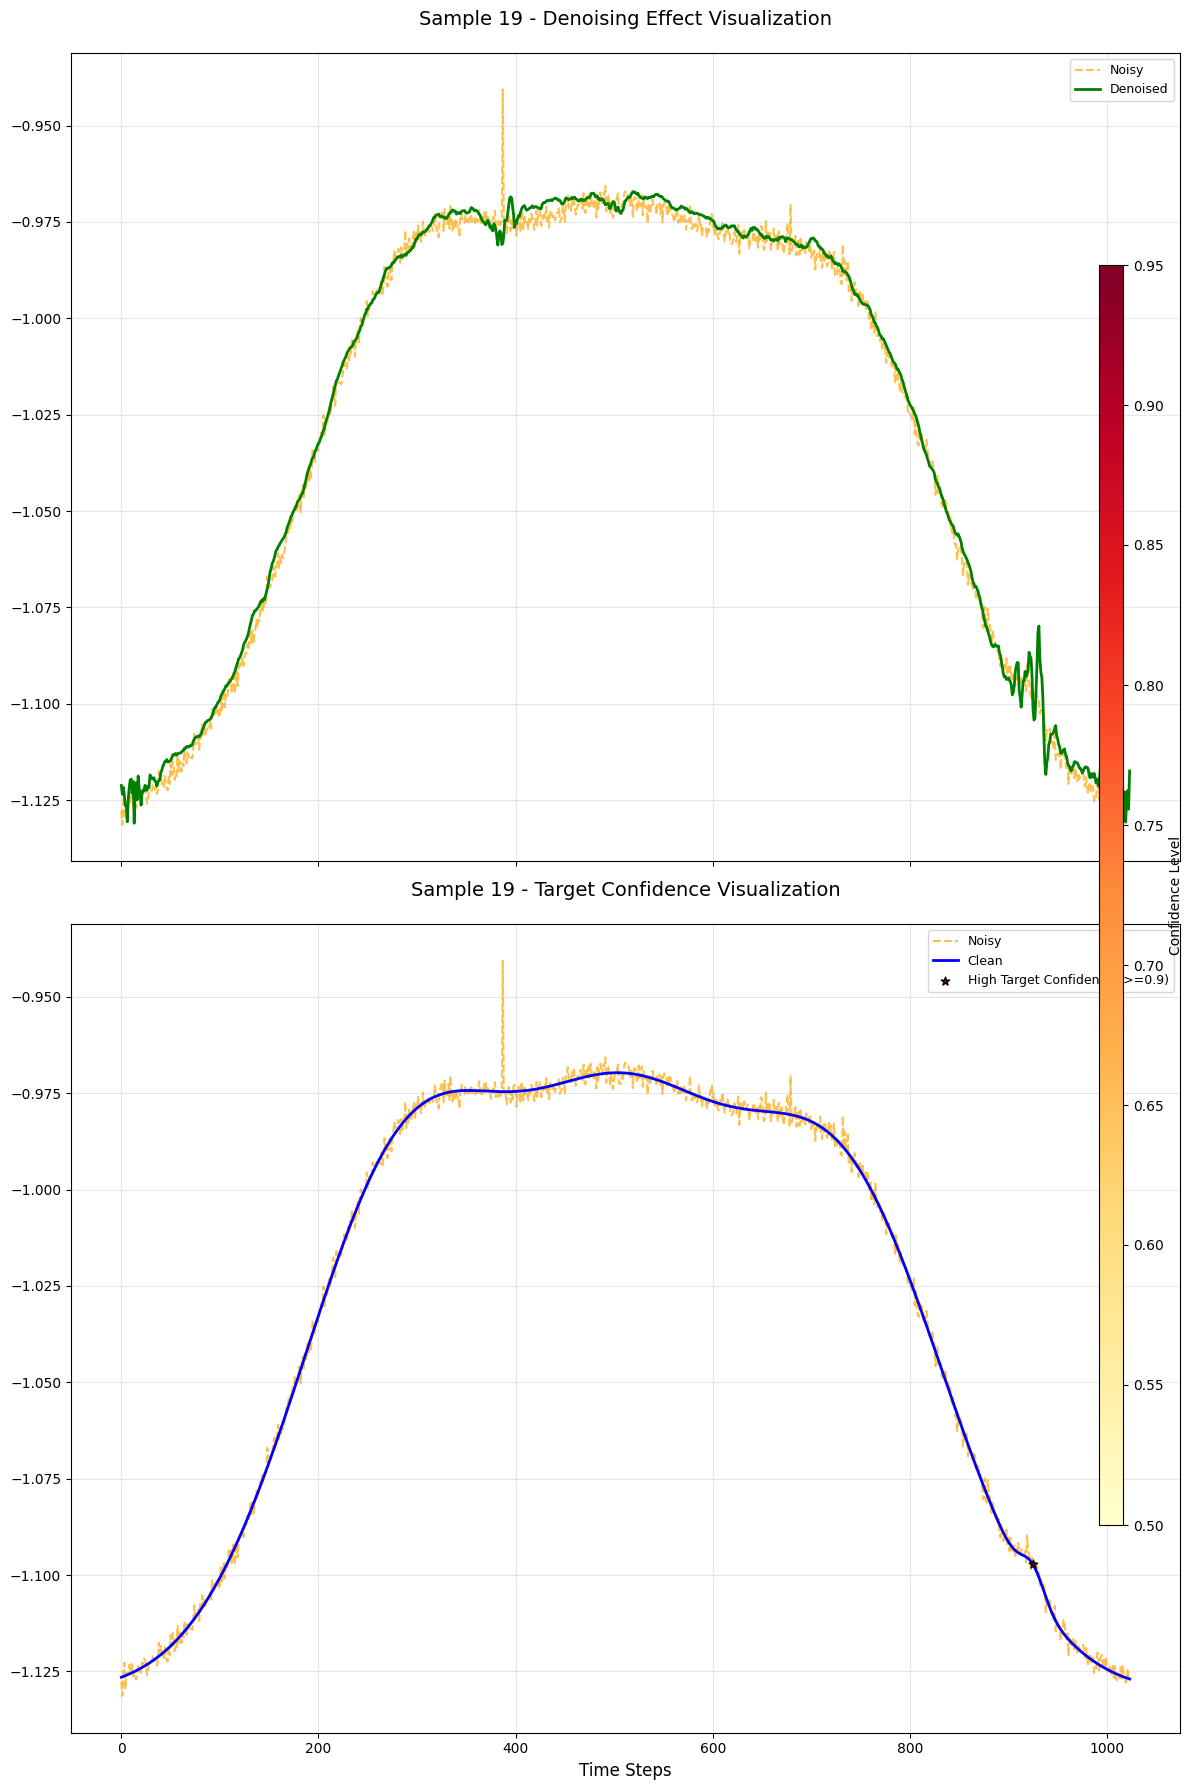 Sample 19 - Denoising Effect Visualization
Noisy
Denoised
−0.950
−0.975
−1.000
−1.025
−1.050
−1.075
−1.100
−1.125
0.95
0.90
0.85
0.80
0.75
0.70
0.65
0.60
0.55
0.50
Confidence Level
Sample 19 - Target Confidence Visualization
Noisy
Clean
High Target Confiden >=0.9)
−0.950
−0.975
−1.000
−1.025
−1.050
−1.075
−1.100
−1.125
0 200 400 600 800 1000
Time Steps